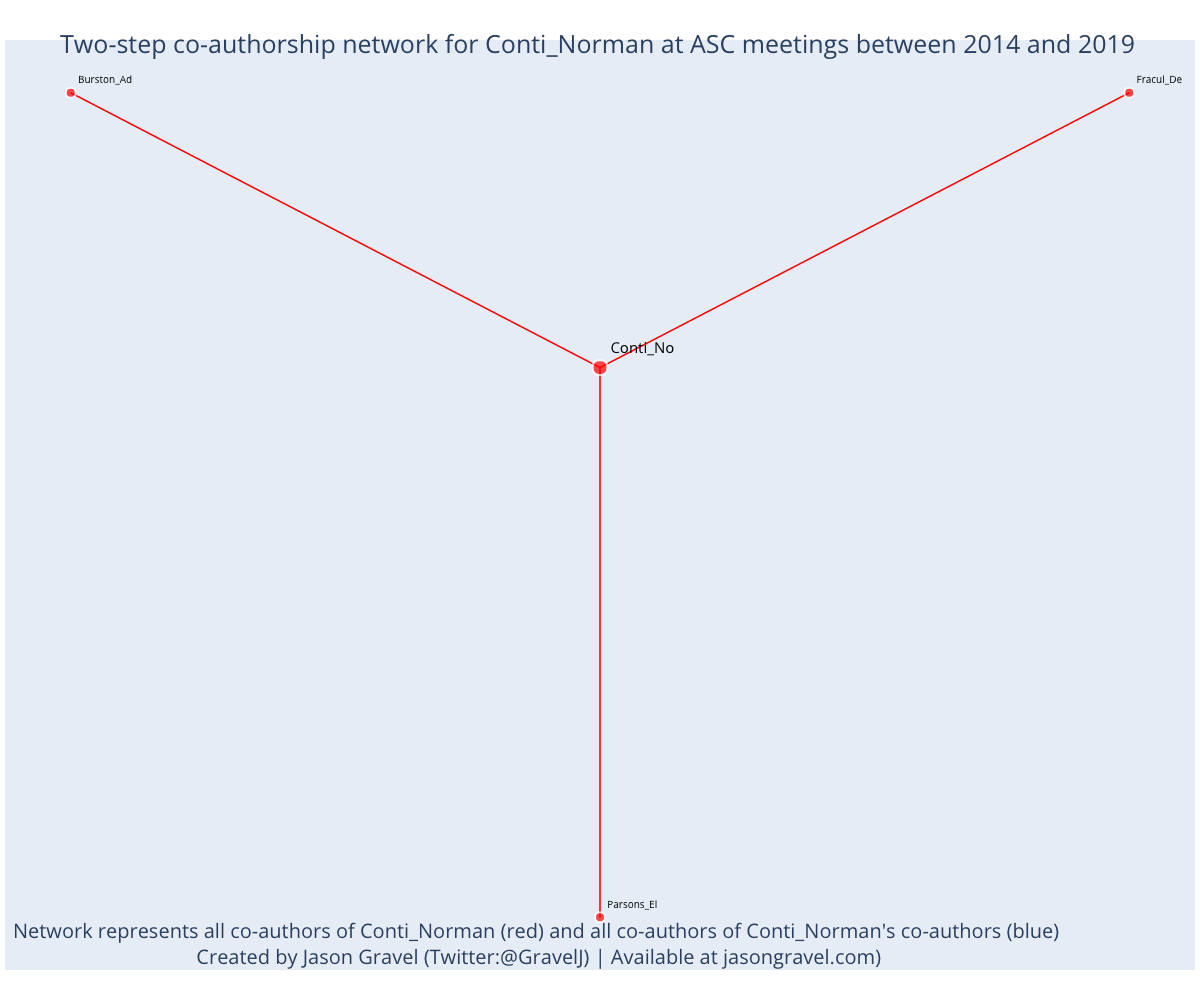 Two-step co-authorship network for Conti_Norman at ASC meetings between 2014 and 2019
Burston_Ad
Fracul_De
Conti_No
Parsons_El
Network represents all co-authors of Conti_Norman (red) and all co-authors of Conti_Norman's co-authors (blue)
Created by Jason Gravel (Twitter:@GravelJ) | Available at jasongravel.com)